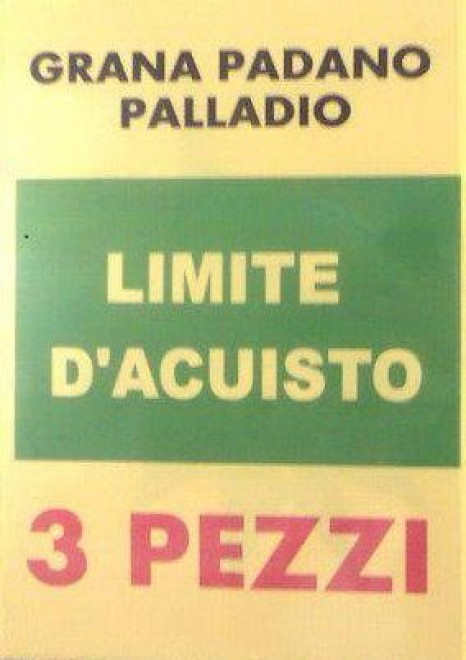 GRANA PADANO
PALLADIO
LIMITE
D'ACUISTO
3 PEZZI